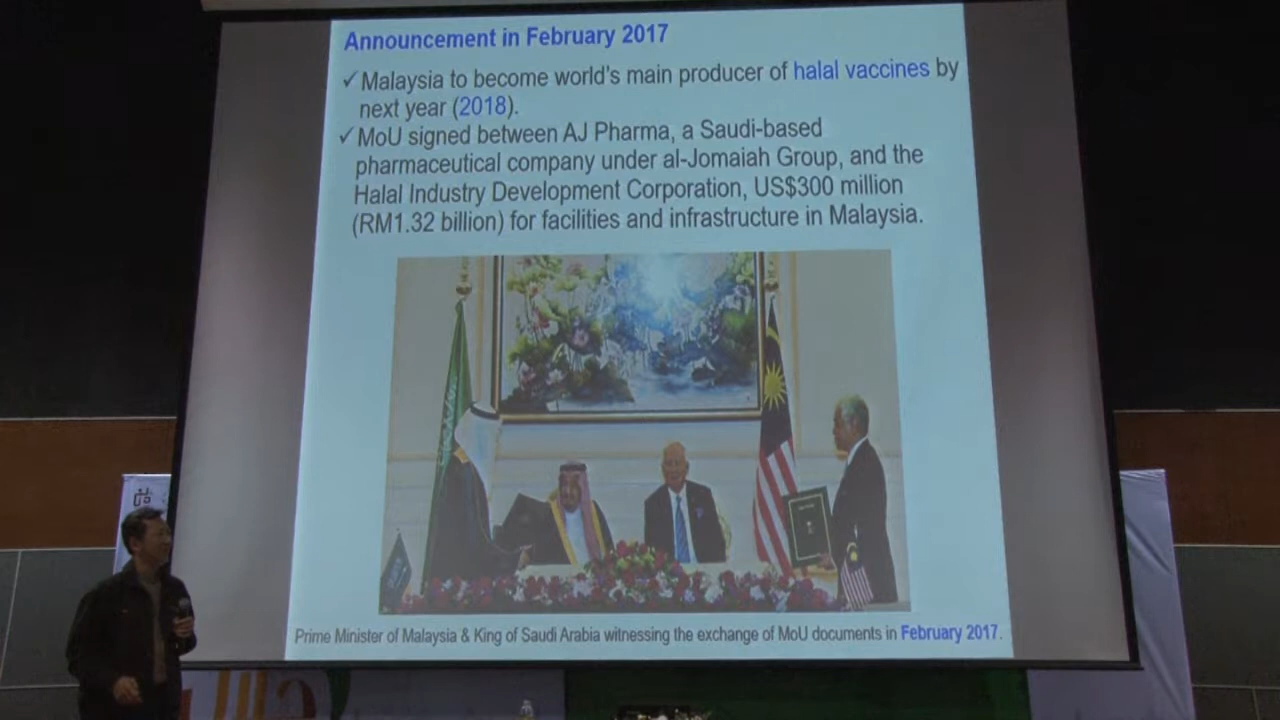 Announcement in February 2017
✓Malaysia to become world's main producer of halal vaccines by
next year (2018).
✓MoU signed between AJ Pharma, a Saudi-based
pharmaceutical company under al-Jomaiah Group, and the
Halal Industry Development Corporation, US$300 million
(RM1.32 billion) for facilities and infrastructure in Malaysia.
Prime Minister of Malaysia & King of Saudi Arabia witnessing the exchange of MoU documents in February 2017.